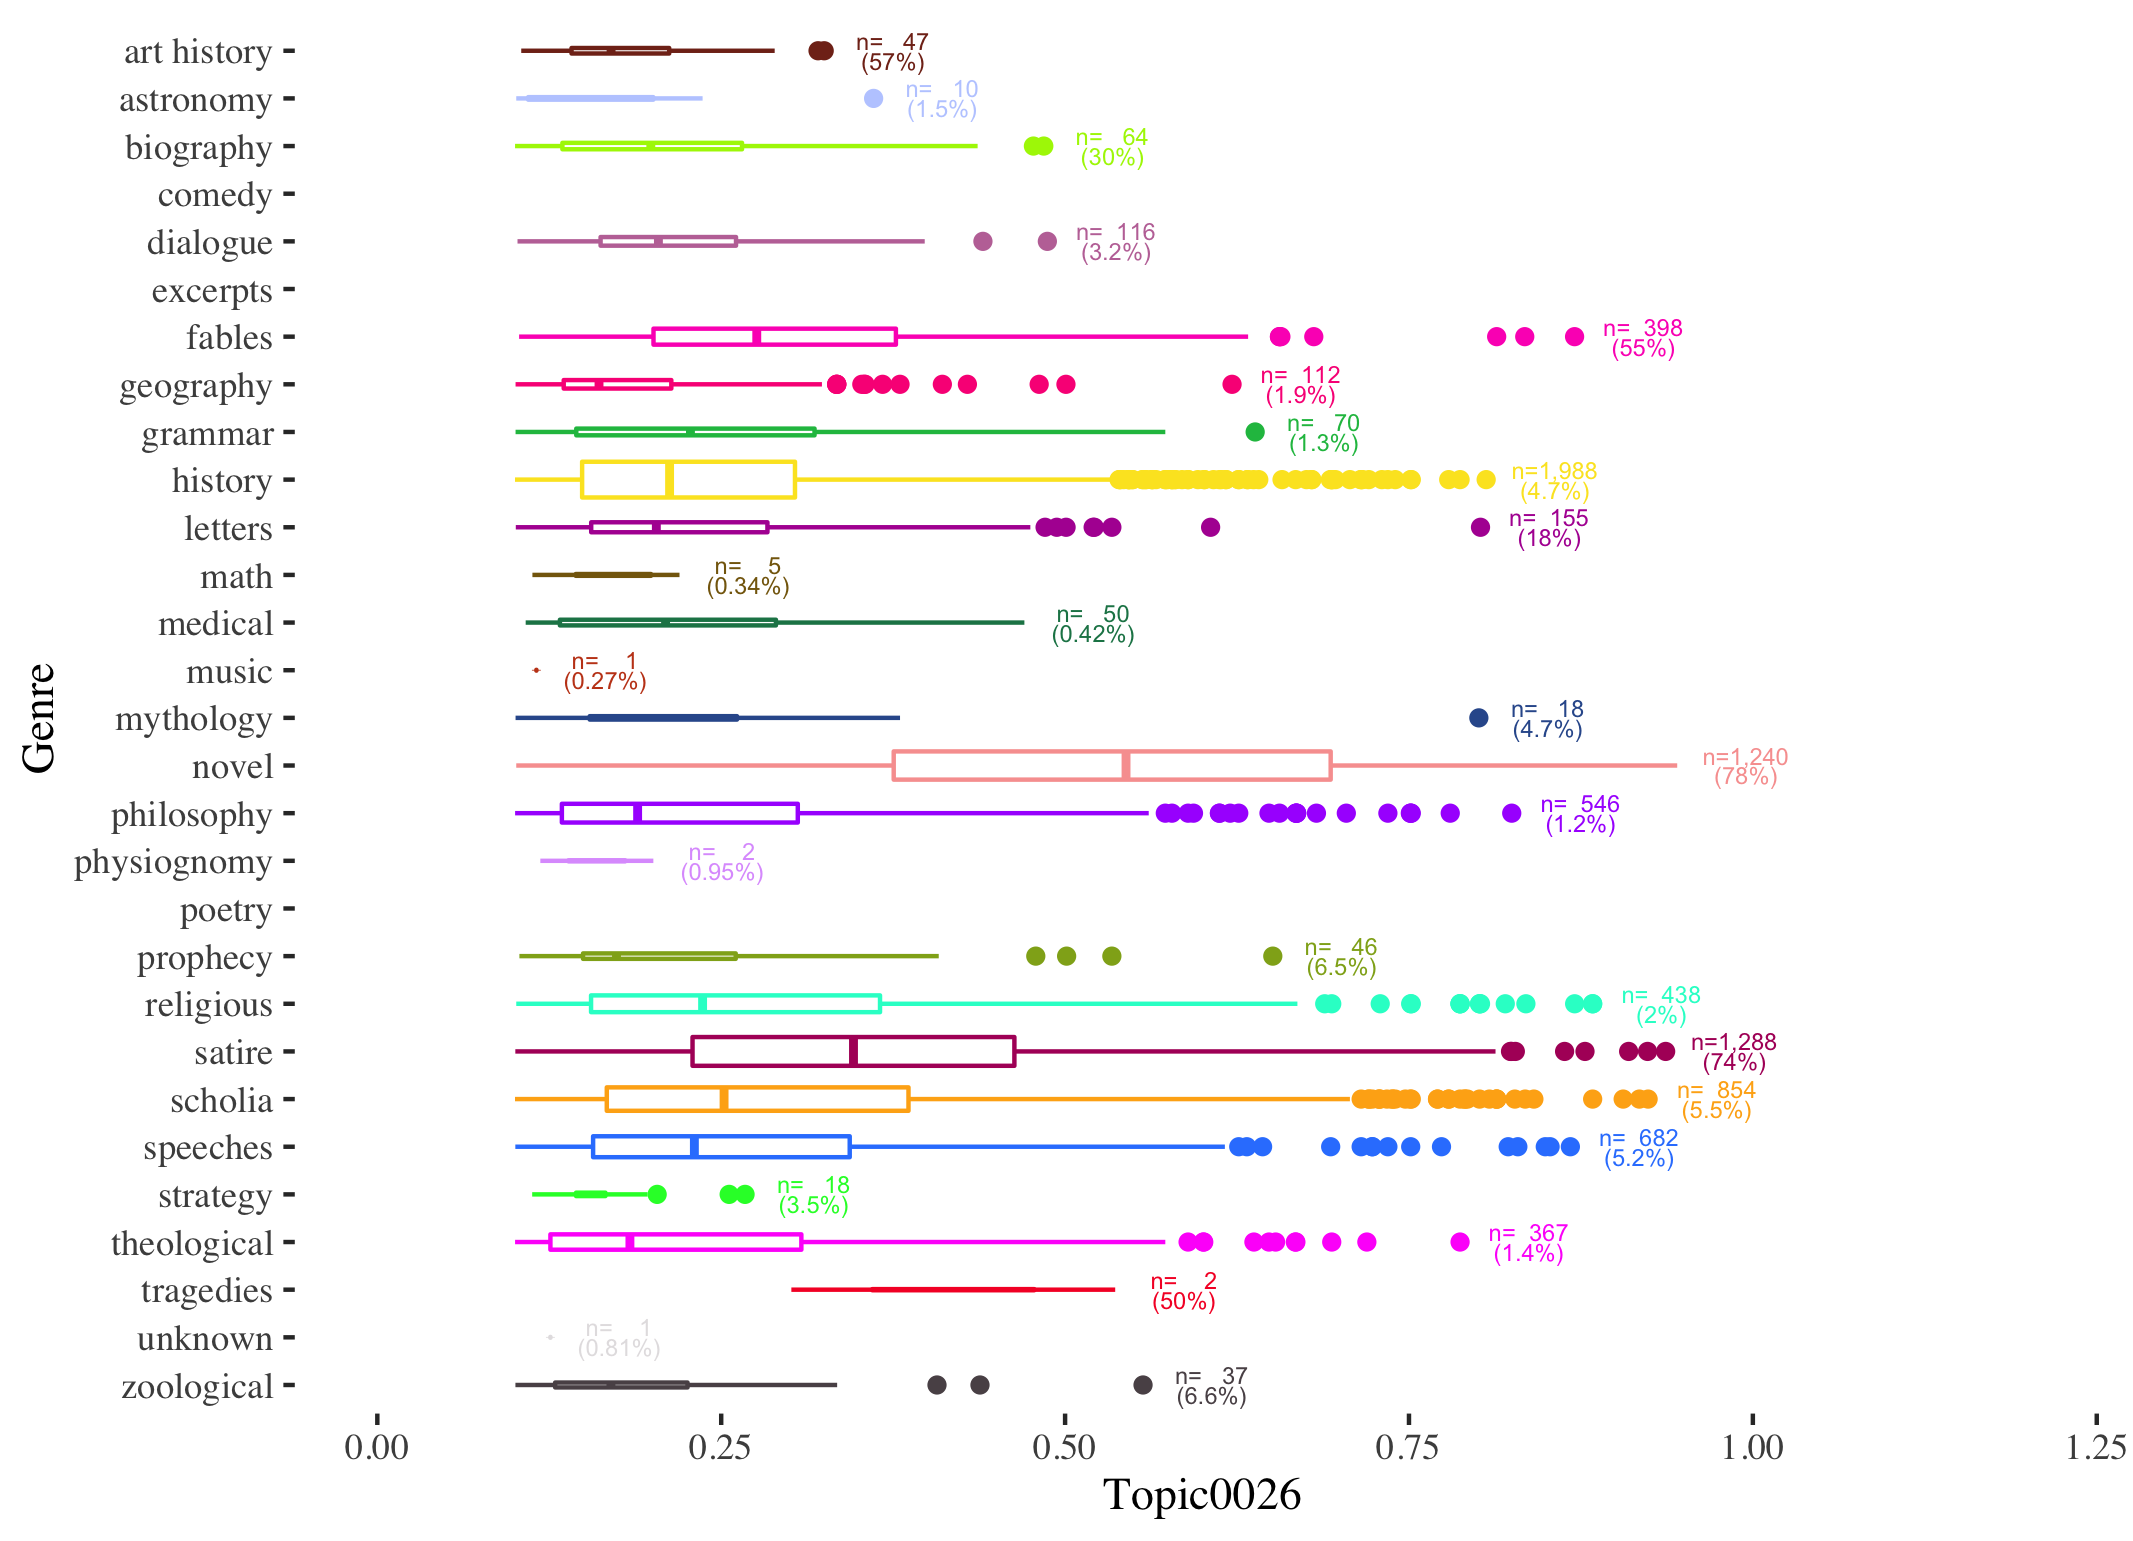 art history
n= 47
(57%)
astronomy
n= 10
(1.5%)
biography
n= 64
(30%)
comedy
dialogue
n= 116
(3.2%)
excerpts
fables
n= 398
(55%)
geography
n= 112
(1.9%)
grammar
n= 70
(1.3%)
history
n=1,988
(4.7%)
letters
n= 155
(18%)
math
n= 5
(0.34%)
medical
n= 50
(0.42%)
music
n= 1
(0.27%)
mythology
n= 18
(4.7%)
novel
n=1,240
(78%)
philosophy
n= 546
(1.2%)
physiognomy
n= 2
(0.95%)
poetry
prophecy
n= 46
(6.5%)
religious
n= 438
(2%)
satire
n=1,288
(74%)
scholia
n= 854
(5.5%)
speeches
n= 682
(5.2%)
strategy
n= 18
(3.5%)
theological
n= 367
(1.4%)
tragedies
n= 2
(50%)
unknown
n= 1
(0.81%)
zoological
n= 37
(6.6%)
Genre
0.00 0.25 0.50 0.75 1.00 1.25
Topic0026